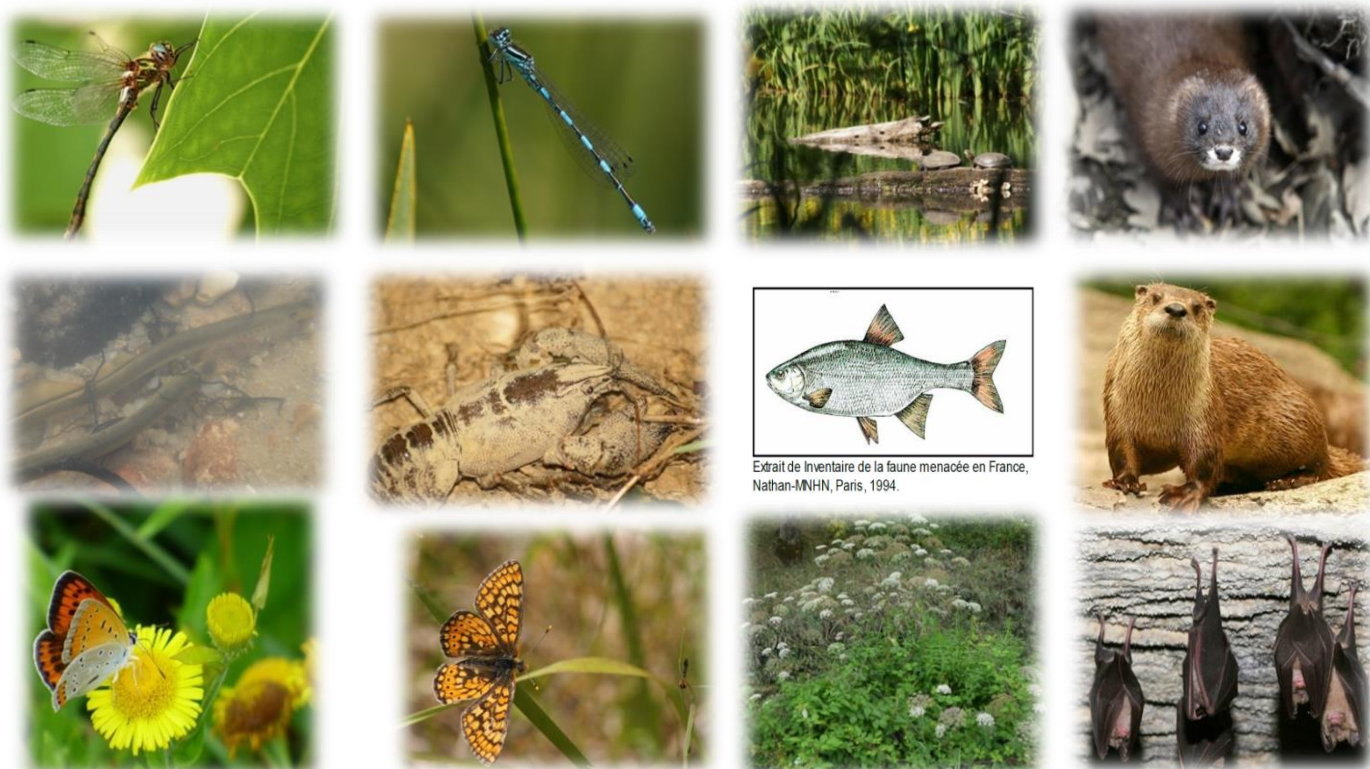 Extrait de Inventaire de la faune menacée en France,
Nathan-MNHN, Paris, 1994.